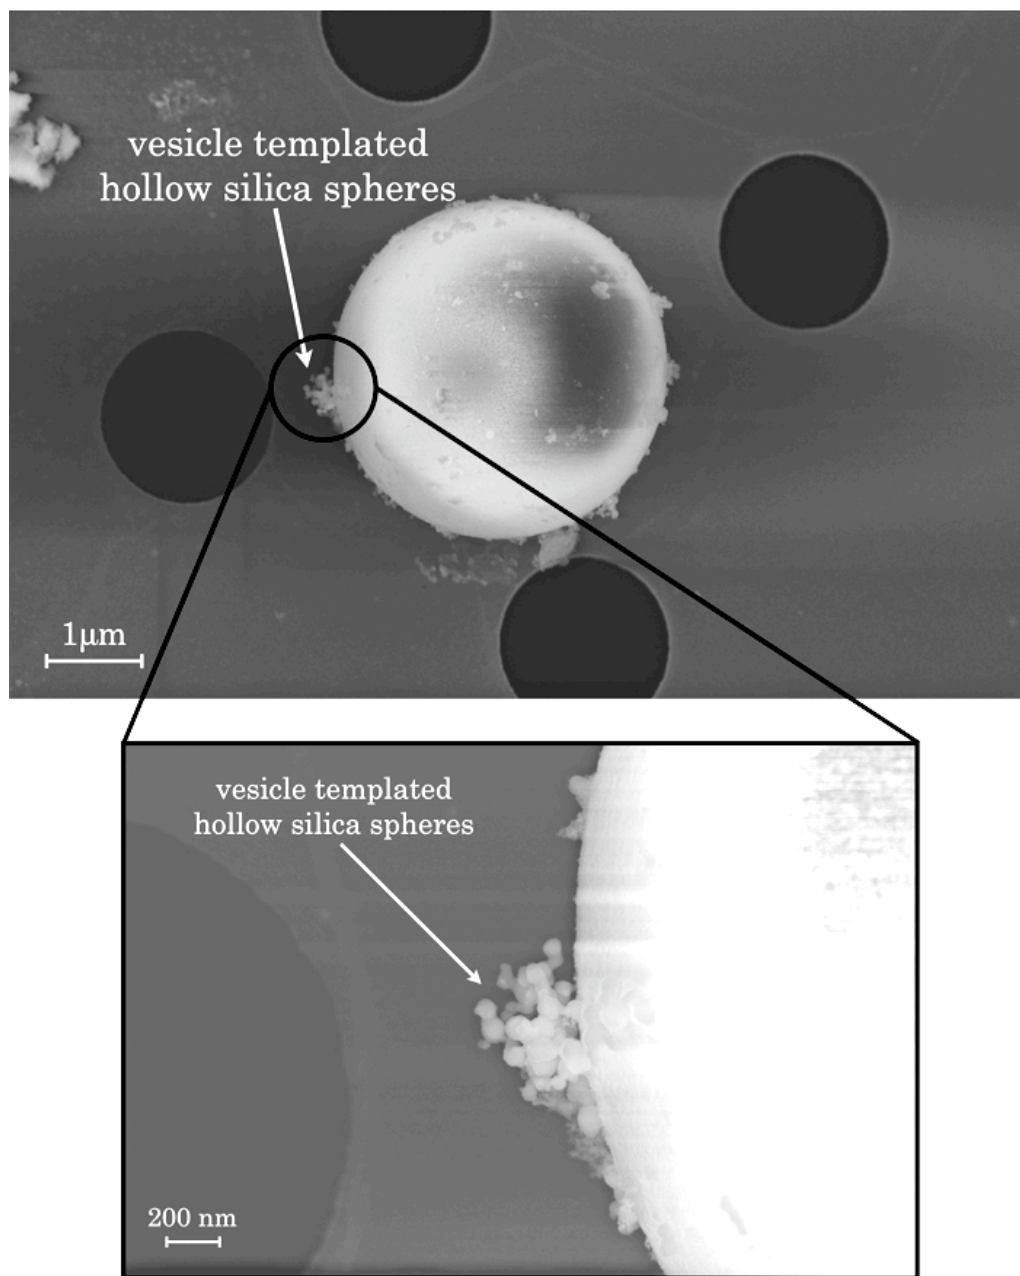 vesicle templated
hollow silica spheres
1μm
vesicle templated
hollow silica spheres
200 nm